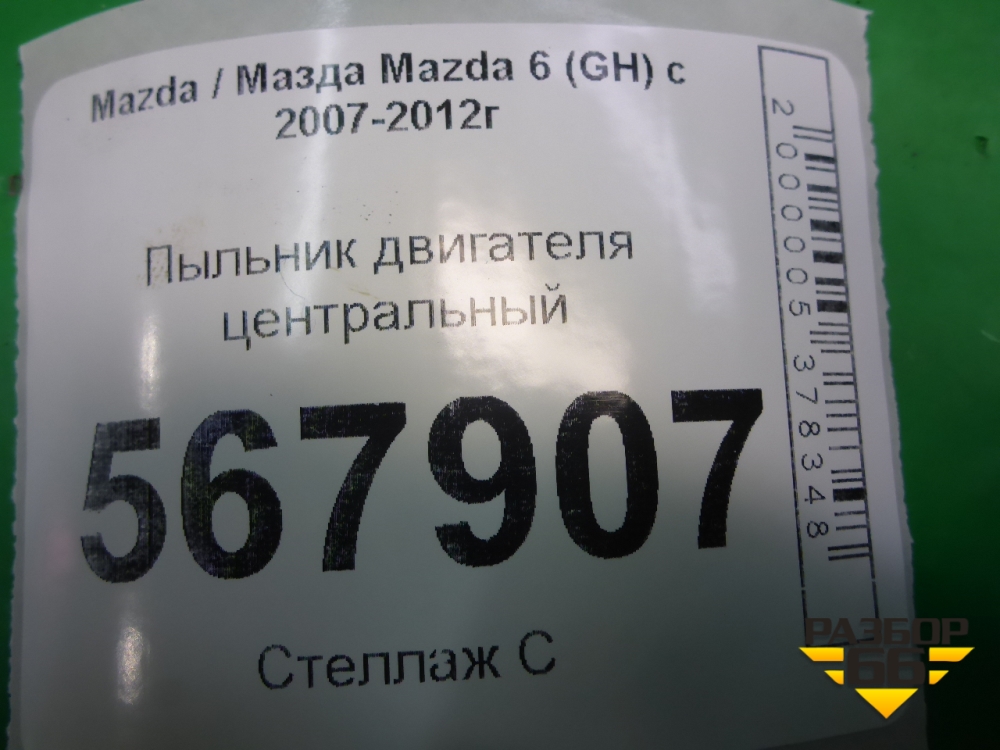 Mazda / Мазда Mazda 6 (GH) с
2007-2012г
Пыльник двигателя
центральный
567907
Стеллаж С
2000005378348
РАЗБОР
66